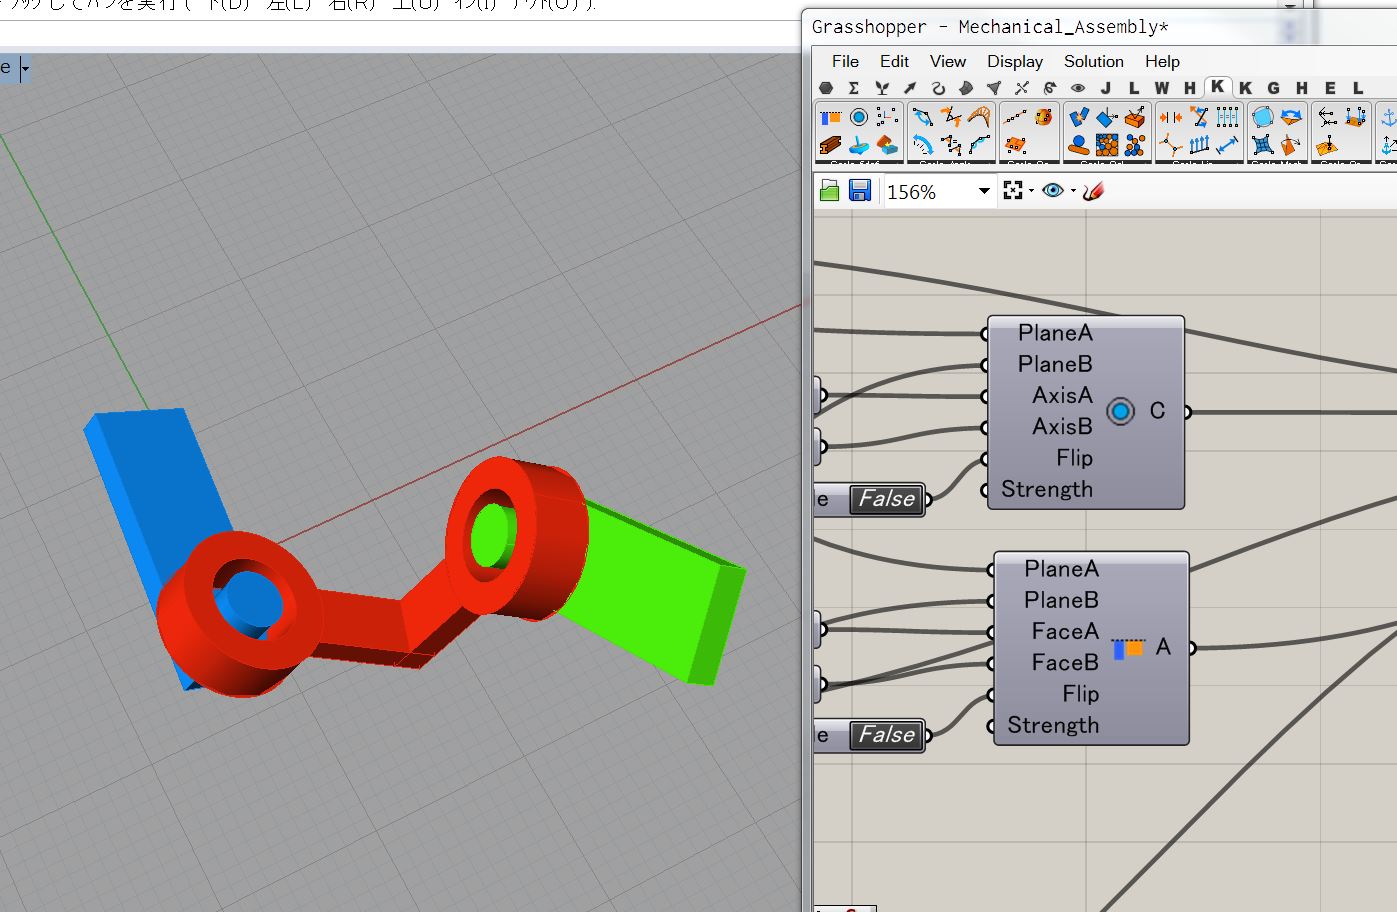 下(D) 左(L) 右(R) 上(U) イン(I) アウト(O) ):
e
Grasshopper - Mechanical_Assembly*
File Edit View Display Solution Help
J L W H K K G H E L
156%
PlaneA
PlaneB
AxisA
AxisB
Flip
Strength
C
e False
PlaneA
PlaneB
FaceA
FaceB
Flip
Strength
A
e False